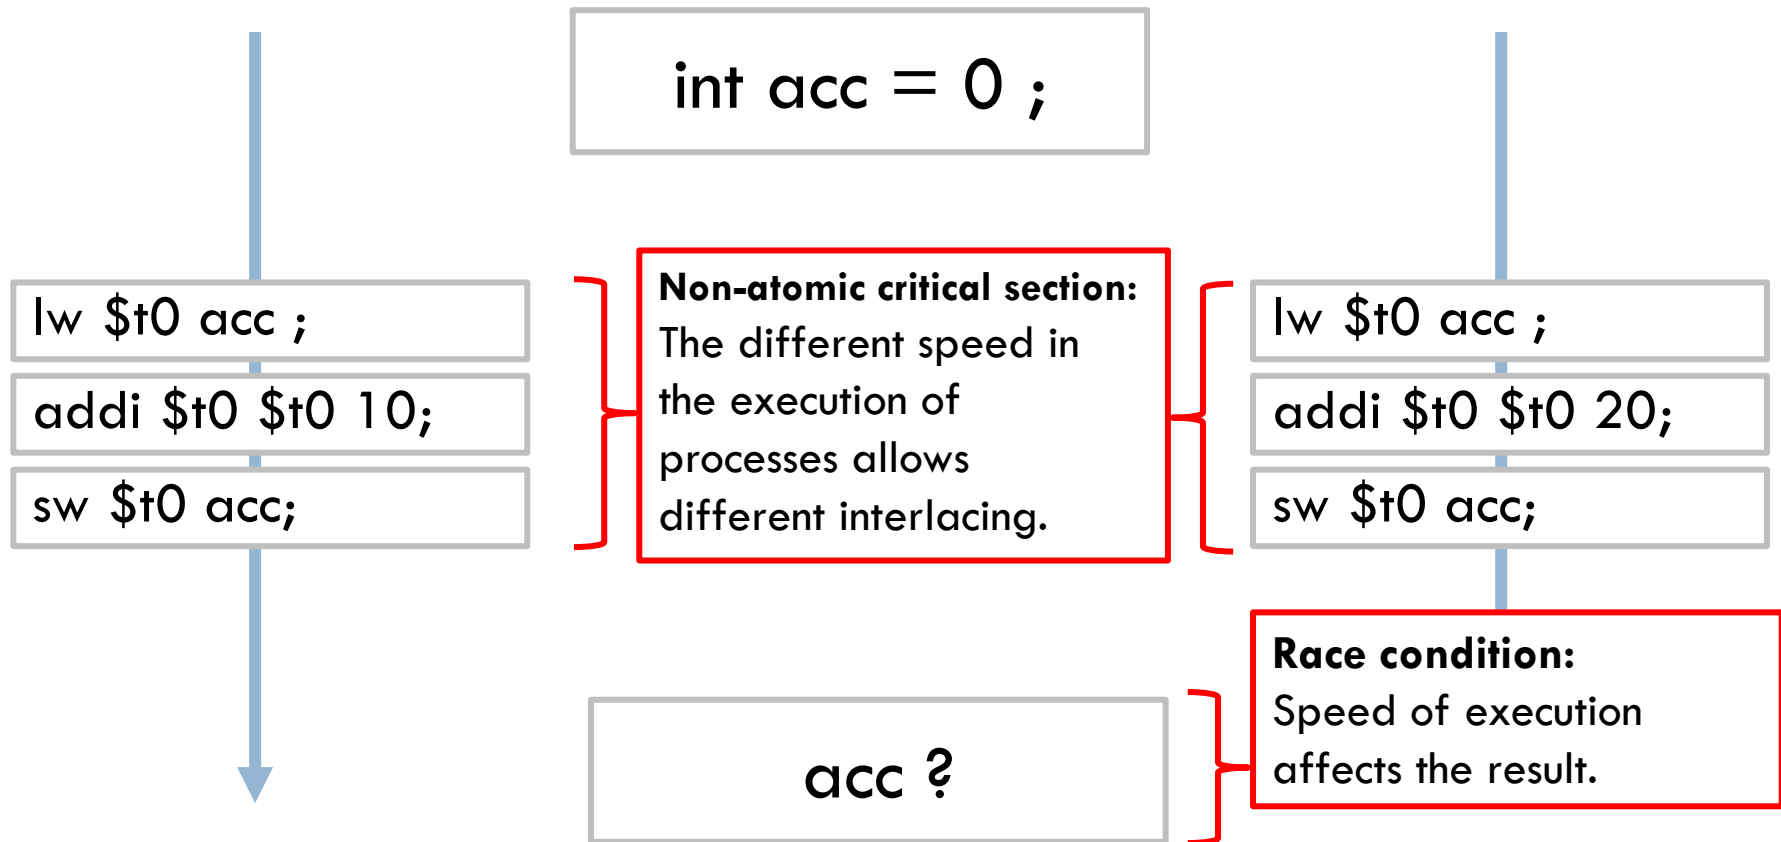 int acc = 0 ;
lw $t0 acc ;
addi $t0 $t0 10;
sw $t0 acc;
Non-atomic critical section:
The different speed in
the execution of
processes allows
different interlacing.
lw $t0 acc ;
addi $t0 $t0 20;
sw $t0 acc;
Race condition:
Speed of execution
affects the result.
acc ?